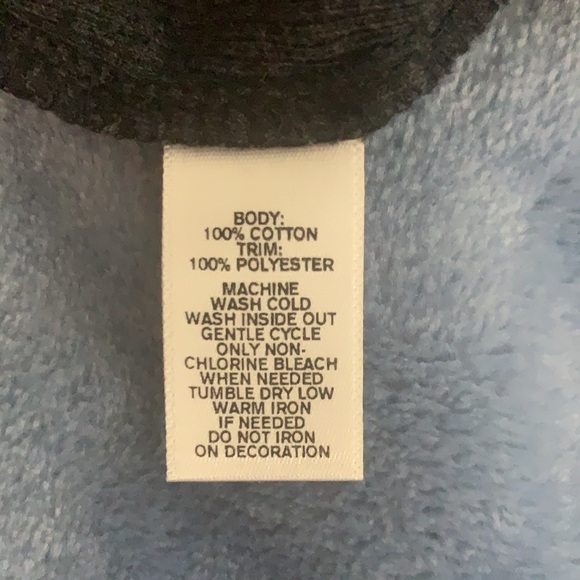 BODY:
100% COTTON
TRIM:
100% POLYESTER
MACHINE
WASH COLD
WASH INSIDE OUT
GENTLE CYCLE
ONLY NON-
CHLORINE BLEACH
WHEN NEEDED
TUMBLE DRY LOW
WARM IRON
IF NEEDED
DO NOT IRON
ON DECORATION